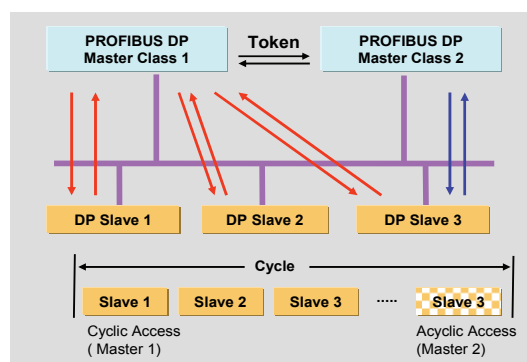 PROFIBUS DP
Master Class 1
Token
PROFIBUS DP
Master Class 2
DP Slave 1
DP Slave 2
DP Slave 3
Cycle
Slave 1
Slave 2
Slave 3
.....
Slave 3
Cyclic Access
( Master 1)
Acyclic Access
(Master 2)